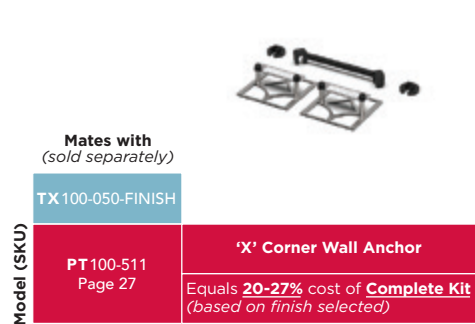 Mates with
(sold separately)
TX100-050-FINISH
Model (SKU)
PT100-511
Page 27
‘X’ Corner Wall Anchor
Equals 20-27% cost of Complete Kit
(based on finish selected)